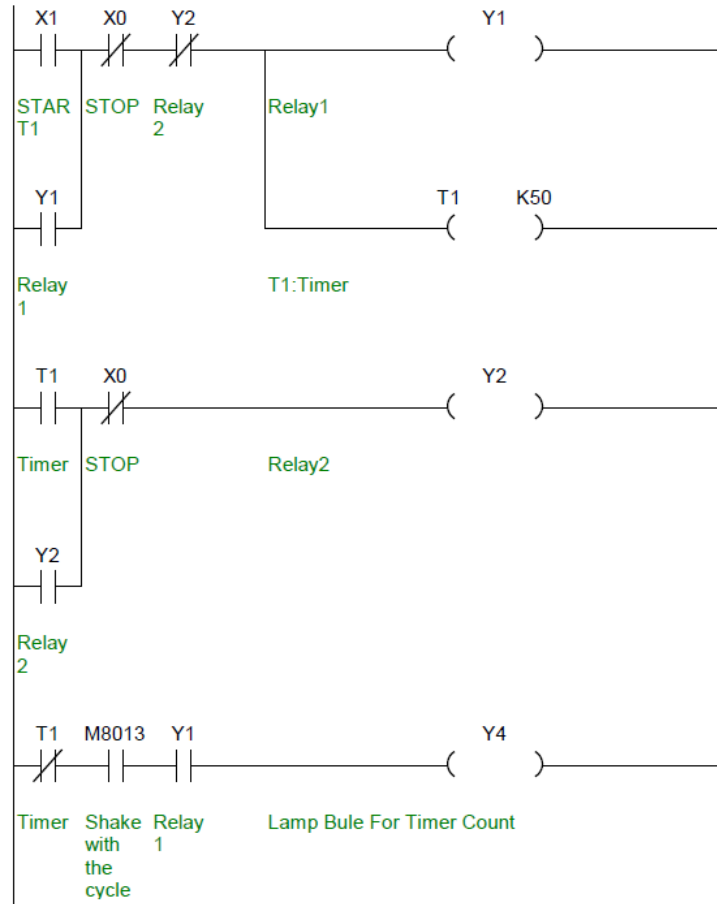 X1 X0 Y2 Y1
STAR STOP Relay Relay1
T1 2
Y1 T1 K50
Relay T1:Timer
1
T1 X0 Y2
Timer STOP Relay2
Y2
Relay
2
T1 M8013 Y1 Y4
Timer Shake Relay Lamp Bule For Timer Count
with 1
the
cycle